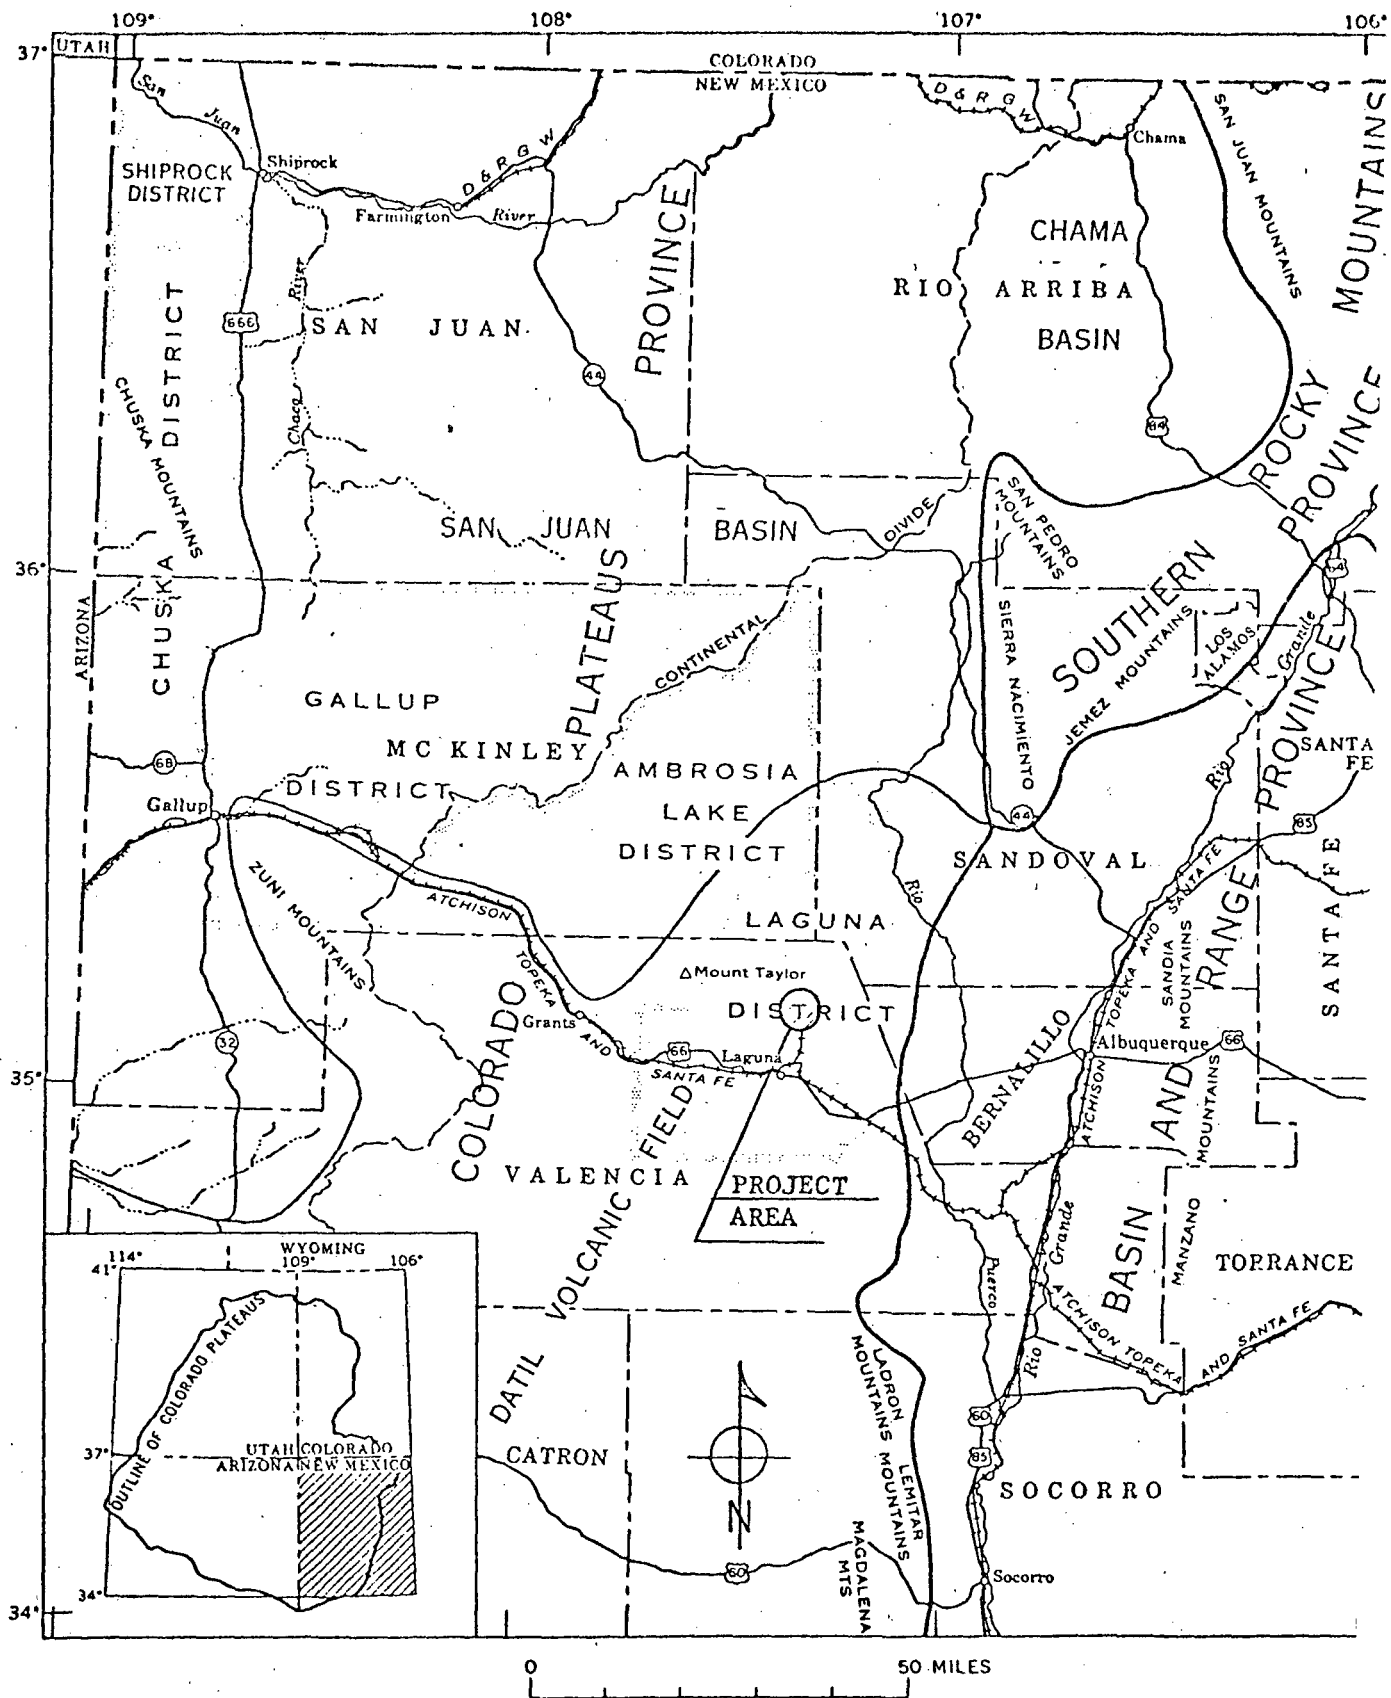 109°
108°
107°
106°
37°
UTAH
COLORADO
NEW MEXICO
San
Juan
Shiprock
SHIPROCK
DISTRICT
Farmington
River
D & R G W
D & R G W
Chama
SAN JUAN MOUNTAINS
MOUNTAINS
PROVINCE
CHAMA
RIO ARRIBA
BASIN
River
Chaco
666
SAN JUAN
44
DISTRICT
CHUSKA MOUNTAINS
84
ROCKY
PROVINCE
SAN JUAN BASIN
DIVIDE
SAN PEDRO
MOUNTAINS
36°
ARIZONA
CHUSKA
PLATEAUS
CONTINENTAL
SIERRA NACIMIENTO
SOUTHERN
JEMEZ MOUNTAINS
LOS
ALAMOS
Grande
PROVINCE
84
GALLUP
MC KINLEY
DISTRICT
68
Gallup
AMBROSIA
LAKE
DISTRICT
SANTA
FE
Rio
85
44
SANDOVAL
ZUNI MOUNTAINS
ATCHISON
TOPEKA
AND
SANTA FE
LAGUNA
DISTRICT
Rio
△Mount Taylor
Grants
66
Laguna
TOPEKA AND SANTA FE
SANDIA
MOUNTAINS
RANGE
SANTA FE
32
35°
COLORADO
Albuquerque
66
BERNALILLO
ATCHISON
AND
MOUNTAINS
MANZANO
FIELD
VALENCIA
PROJECT
AREA
VOLCANIC
DATIL
Puerco
Grande
Rio
BASIN
TORRANCE
ATCHISON TOPEKA
AND SANTA FE
WYOMING
114°
109°
106°
41°
OUTLINE OF COLORADO PLATEAUS
37°
UTAH COLORADO
ARIZONA NEW MEXICO
34°
CATRON
N
LADRON
MOUNTAINS
LEMITAR
MOUNTAINS
MAGDALENA
MTS
60
85
SOCORRO
60
Socorro
34°
0
50 MILES